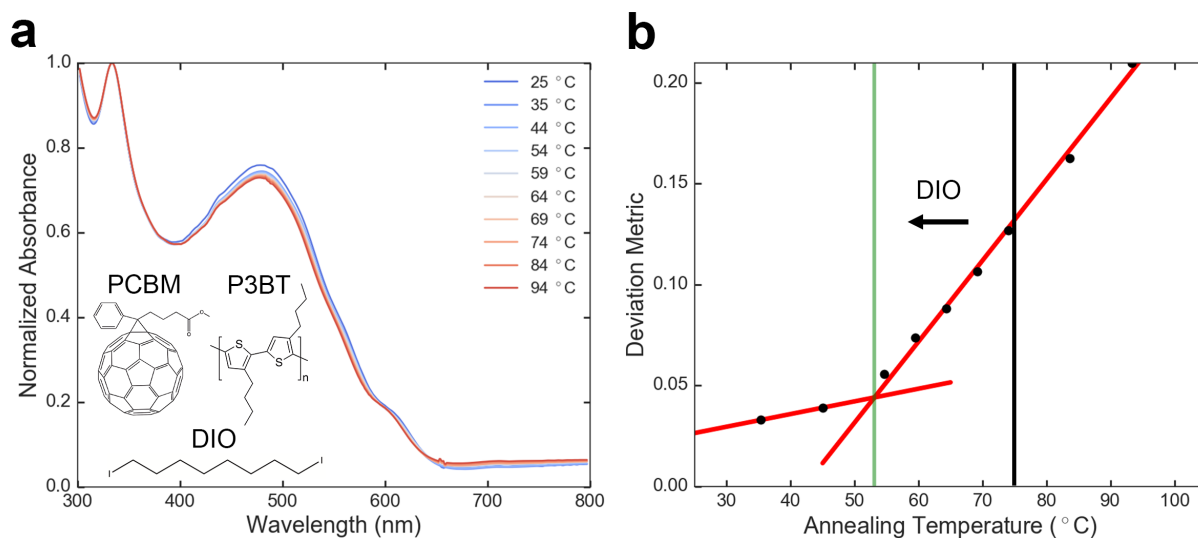 a
1.0
0.8
0.6
0.4
0.2
0.0
Normalized Absorbance
300
400
500
600
700
800
Wavelength (nm)
25 °C
35 °C
44 °C
54 °C
59 °C
64 °C
69 °C
74 °C
84 °C
94 °C
PCBM
P3BT
O
O
S
S
n
DIO
I
I
b
0.20
0.15
0.10
0.05
0.00
Deviation Metric
DIO
30
40
50
60
70
80
90
100
Annealing Temperature (°C)